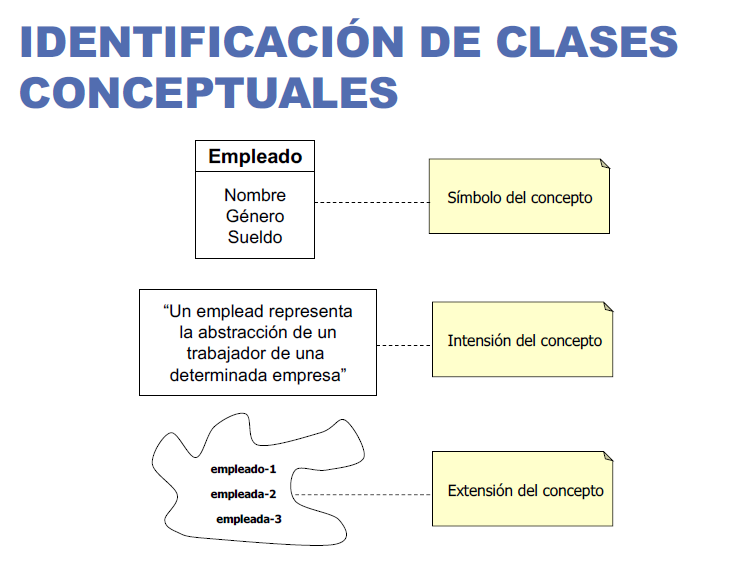 IDENTIFICACIÓN DE CLASES
CONCEPTUALES
Empleado
Nombre
Género
Sueldo
Símbolo del concepto
“Un emplead representa
la abstracción de un
trabajador de una
determinada empresa”
Intensión del concepto
empleado-1
empleada-2
empleada-3
Extensión del concepto